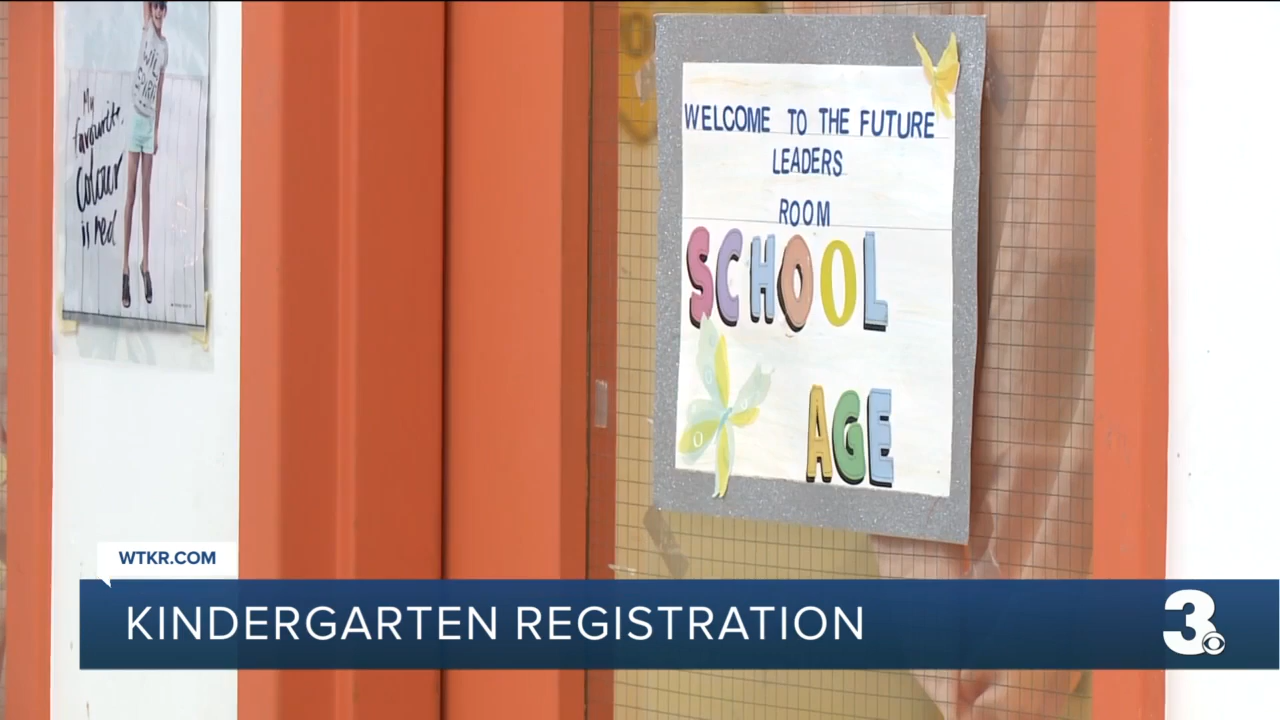 My
favourite
Colour
is red
WELCOME TO THE FUTURE
LEADERS
ROOM
SCHOOL
AGE
WTKR.COM
KINDERGARTEN REGISTRATION
3